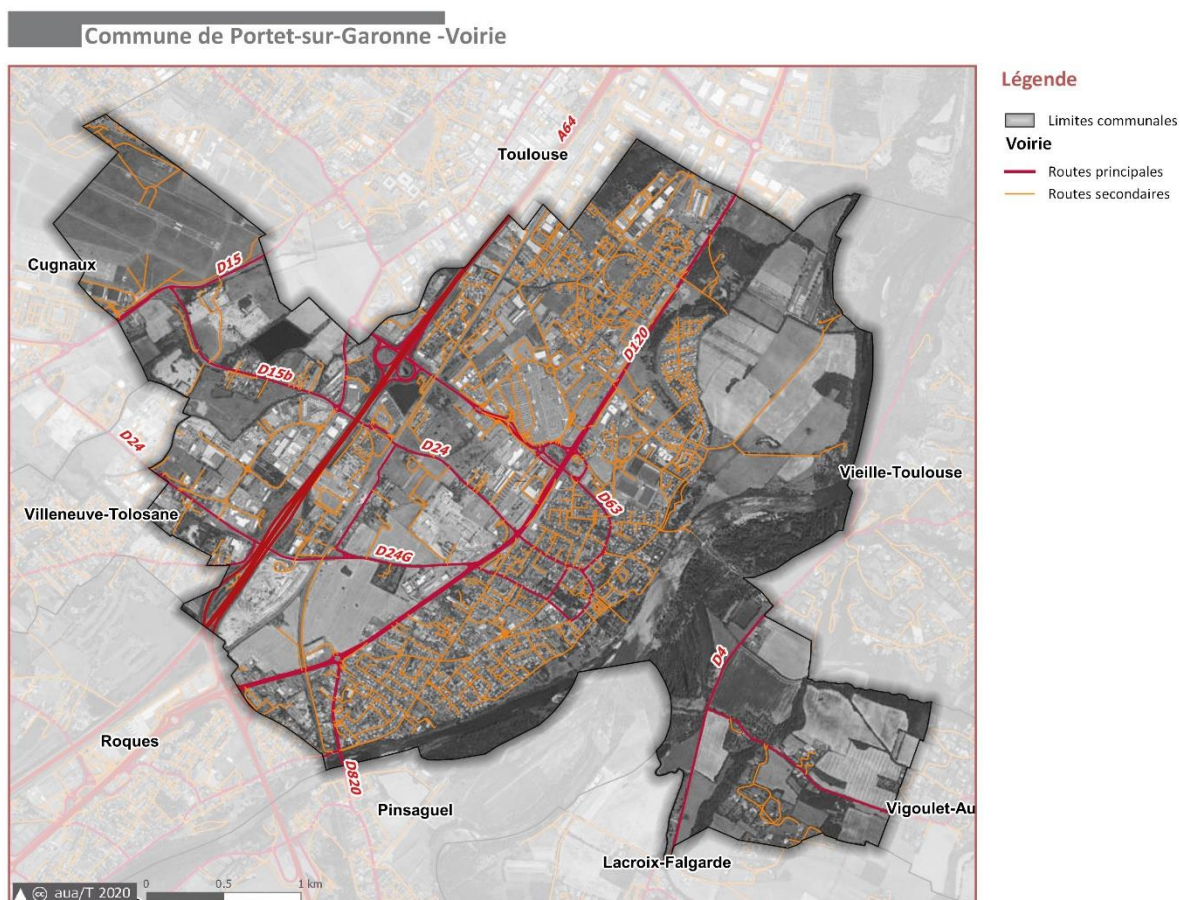 Commune de Portet-sur-Garonne -Voirie
Légende
Limites communales
Voirie
Routes principales
Routes secondaires
A64
Toulouse
Cugnaux
D15
D120
D15b
D24
D24
Vieille-Toulouse
D63
Villeneuve-Tolosane
D24G
D4
Roques
D820
Pinsaguel
Vigoulet-Au
Lacroix-Falgarde
cc aua/T 2020
0 0.5 1 km